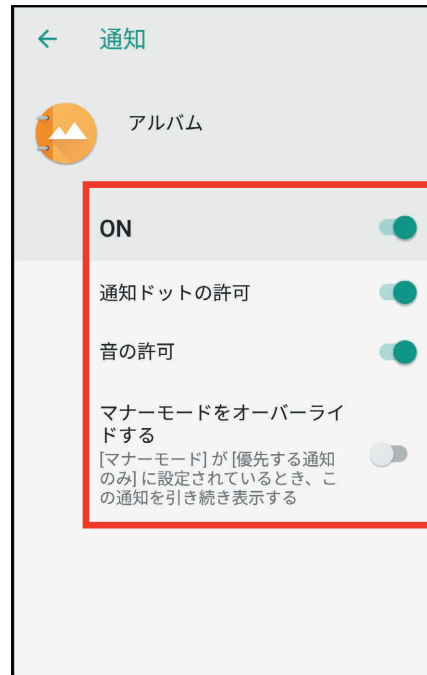 通知
アルバム
ON
通知ドットの許可
音の許可
マナーモードをオーバーライ
ドする
[マナーモード] が [優先する通知
のみ] に設定されているとき、こ
の通知を引き続き表示する